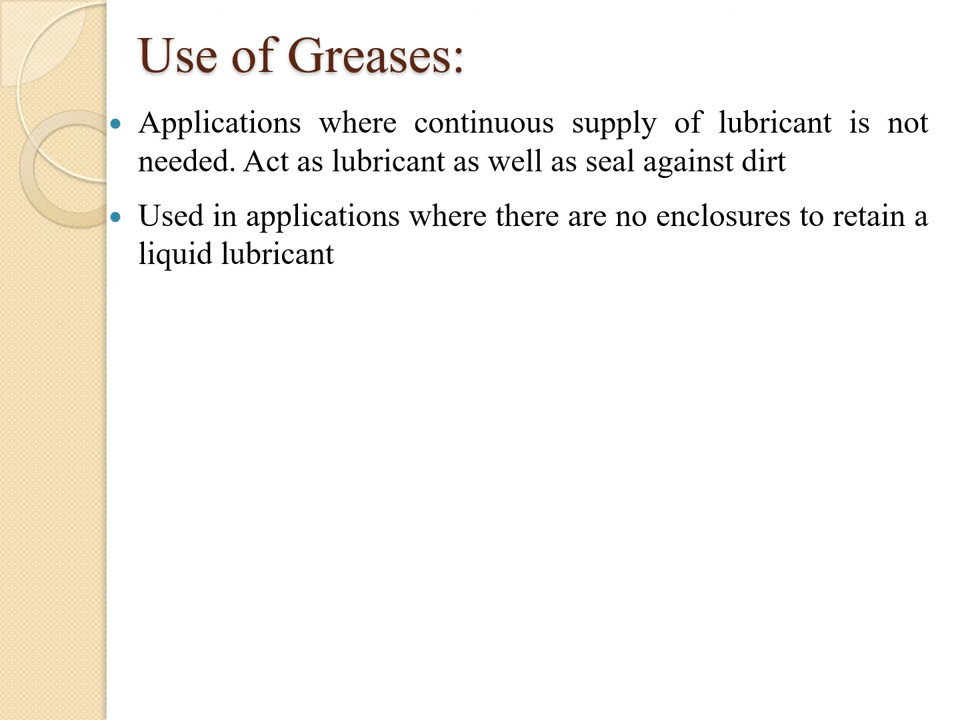 Use of Greases:
Applications where continuous supply of lubricant is not
needed. Act as lubricant as well as seal against dirt
Used in applications where there are no enclosures to retain a
liquid lubricant